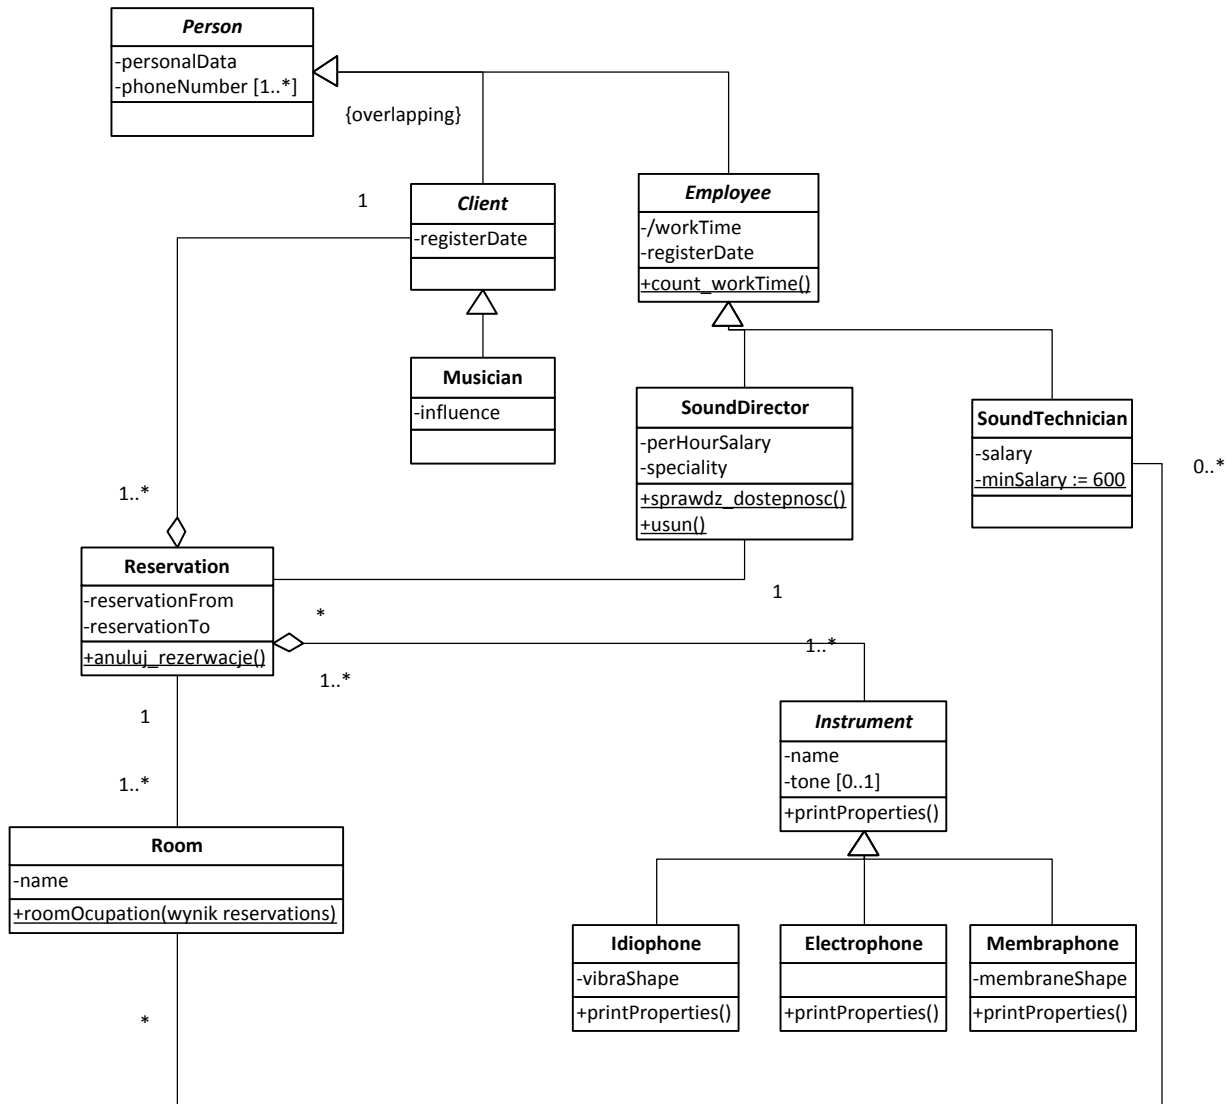 Person
-personalData
-phoneNumber [1..*]
{overlapping}
1
Client
-registerDate
Employee
-/workTime
-registerDate
+count_workTime()
Musician
-influence
SoundDirector
-perHourSalary
-speciality
+sprawdz_dostepnosc()
+usun()
SoundTechnician
-salary
-minSalary := 600
0..*
1..*
Reservation
-reservationFrom
-reservationTo
+anuluj_rezerwacje()
*
1
1..*
1..*
1
1..*
Instrument
-name
-tone [0..1]
+printProperties()
Room
-name
+roomOcupation(wynik reservations)
*
Idiophone
-vibraShape
+printProperties()
Electrophone
+printProperties()
Membraphone
-membraneShape
+printProperties()